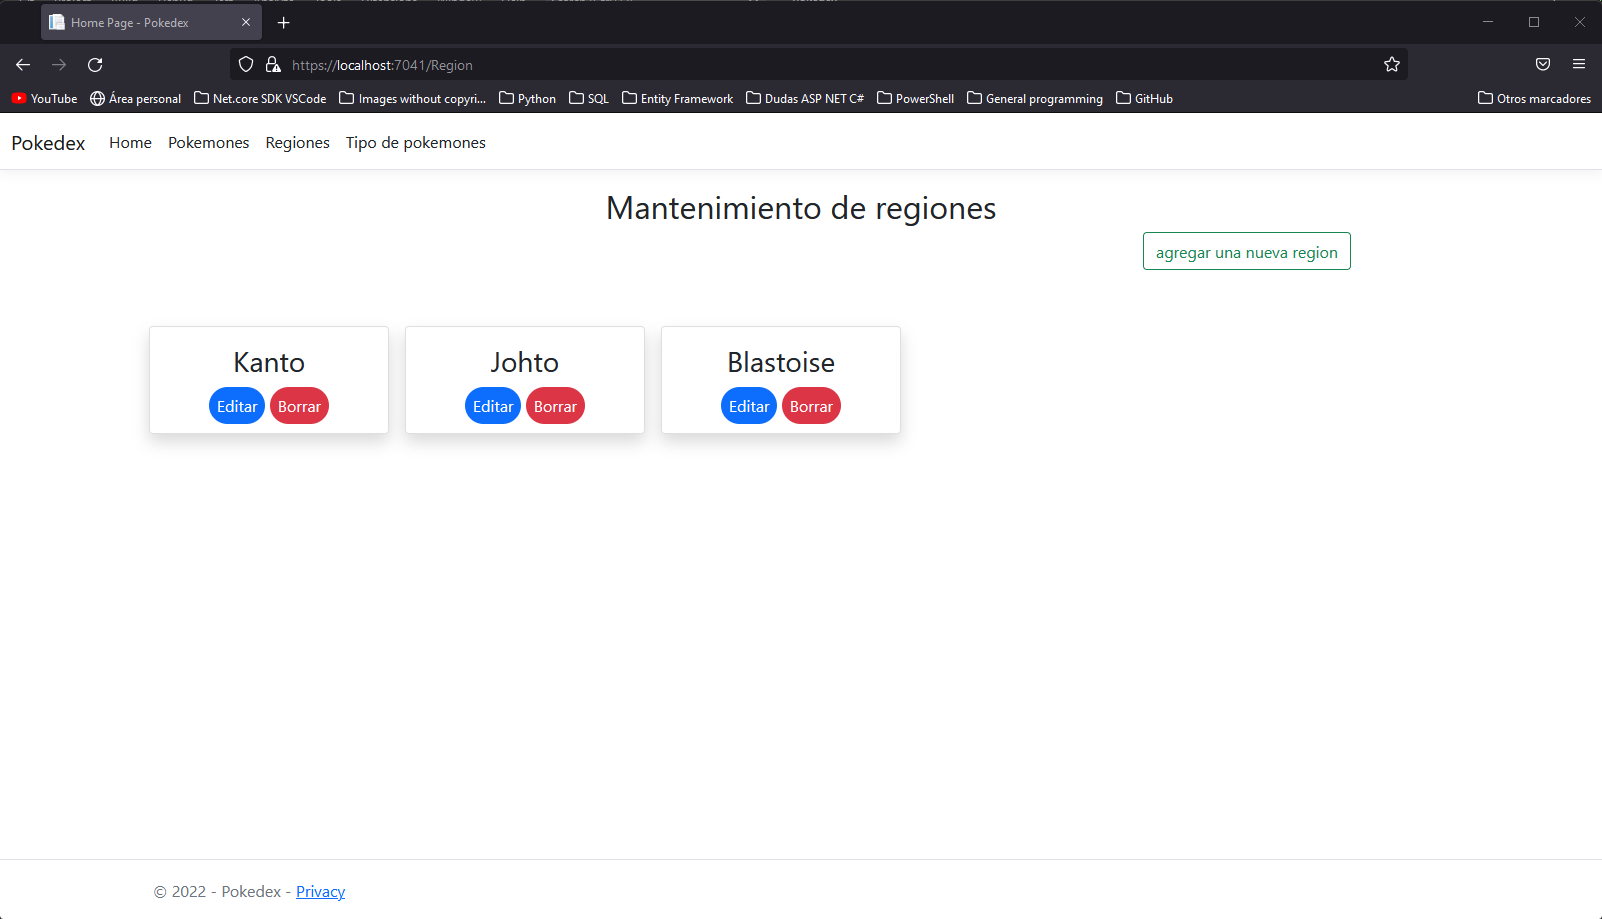 Home Page - Pokedex
https://localhost:7041/Region
YouTube Área personal Net.core SDK VSCode Images without copyri... Python SQL Entity Framework Dudas ASP NET C# PowerShell General programming GitHub Otros marcadores
Pokedex Home Pokemones Regiones Tipo de pokemones
Mantenimiento de regiones
agregar una nueva region
Kanto Johto Blastoise
Editar Borrar Editar Borrar Editar Borrar
© 2022 - Pokedex - Privacy